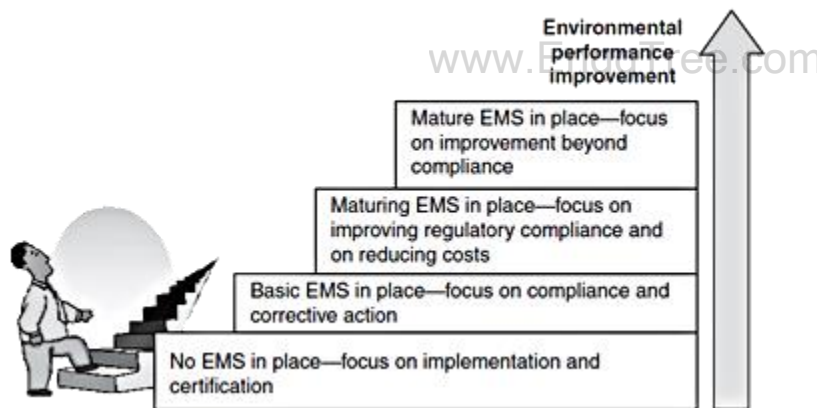 Environmental
performance
improvement
Mature EMS in place—focus
on improvement beyond
compliance
Maturing EMS in place—focus on
improving regulatory compliance and
on reducing costs
Basic EMS in place—focus on compliance and
corrective action
No EMS in place—focus on implementation and
certification